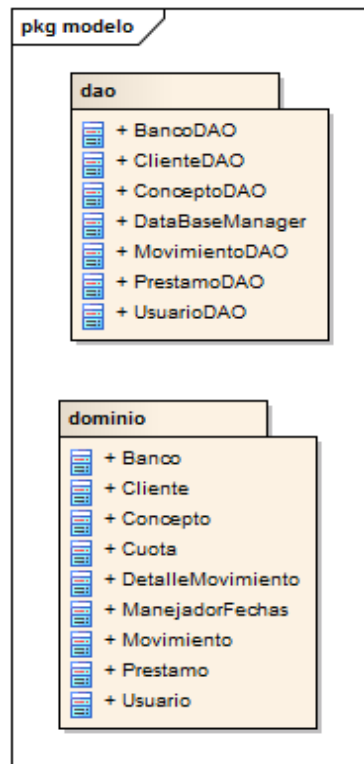 pkg modelo
dao
+ BancoDAO
+ ClienteDAO
+ ConceptoDAO
+ DataBaseManager
+ MovimientoDAO
+ PrestamoDAO
+ UsuarioDAO
dominio
+ Banco
+ Cliente
+ Concepto
+ Cuota
+ DetalleMovimiento
+ ManejadorFechas
+ Movimiento
+ Prestamo
+ Usuario